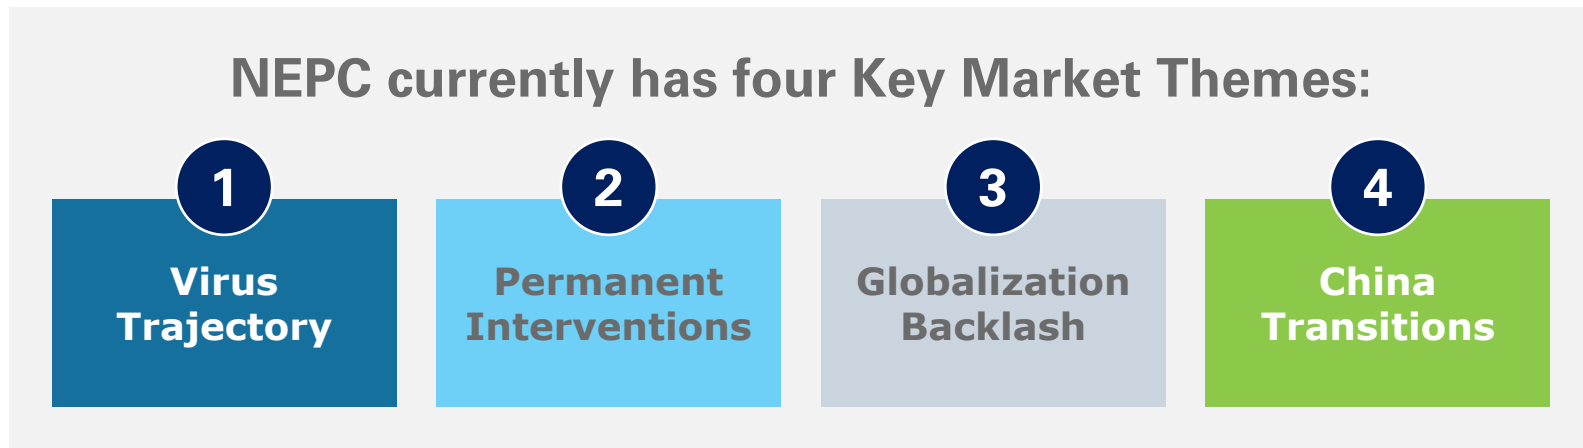 NEPC currently has four Key Market Themes:
1
Virus
Trajectory
2
Permanent
Interventions
3
Globalization
Backlash
4
China
Transitions